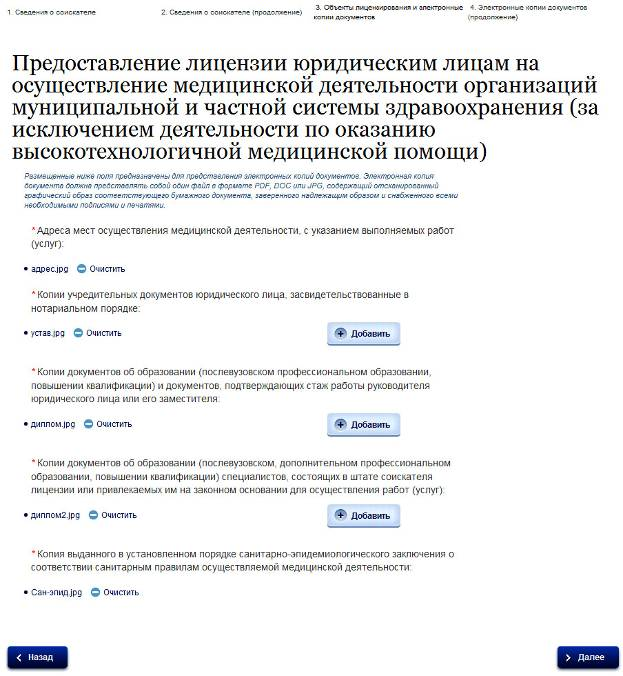 1. Сведения о соискателе
2. Сведения о соискателе (продолжение)
3. Объекты лицензирования и электронные
копии документов
4. Электронные копии документов
(продолжение)
Предоставление лицензии юридическим лицам на
осуществление медицинской деятельности организаций
муниципальной и частной системы здравоохранения (за
исключением деятельности по оказанию
высокотехнологичной медицинской помощи)
Размещенные ниже поля предназначены для представления электронных копий документов. Электронная копия
документа должна представлять собой один файл в формате PDF, DOC или JPG, содержащий отсканированный
графический образ соответствующего бумажного документа, заверенного надлежащим образом и снабженного всеми
необходимыми подписями и печатями.
*Адреса мест осуществления медицинской деятельности, с указанием выполняемых работ
(услуг):
адрес.jpg Очистить
*Копии учредительных документов юридического лица, засвидетельствованные в
нотариальном порядке:
устав.jpg Очистить Добавить
*Копии документов об образовании (послевузовском профессиональном образовании,
повышении квалификации) и документов, подтверждающих стаж работы руководителя
юридического лица или его заместителя:
диплом.jpg Очистить Добавить
*Копии документов об образовании (послевузовском, дополнительном профессиональном
образовании, повышении квалификации) специалистов, состоящих в штате соискателя
лицензии или привлекаемых им на законном основании для осуществления работ (услуг):
диплом2.jpg Очистить Добавить
*Копия выданного в установленном порядке санитарно-эпидемиологического заключения о
соответствии санитарным правилам осуществляемой медицинской деятельности:
Сан-эпид.jpg Очистить
Назад Далее